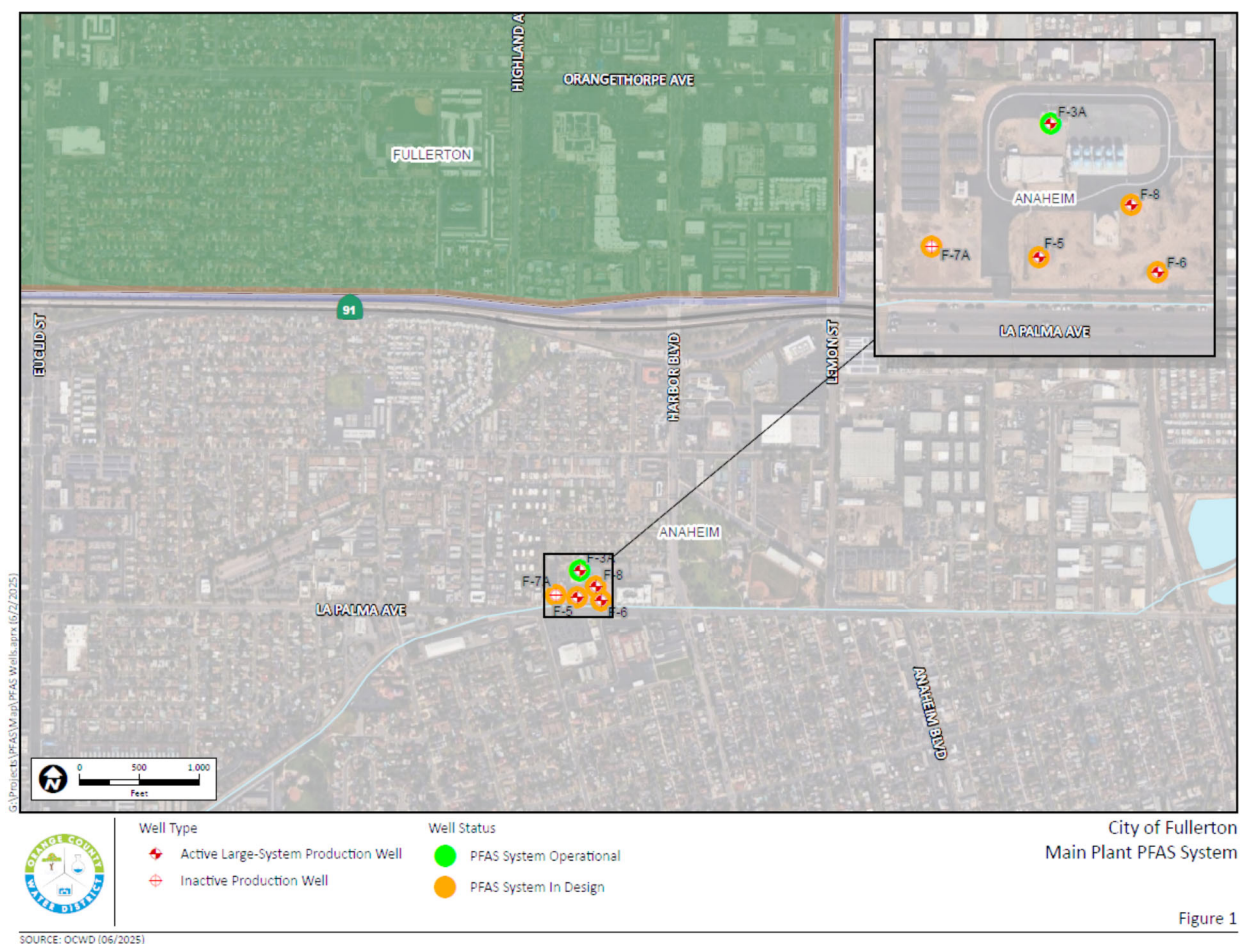 HIGHLAND A
ORANGETHORPE AVE
FULLERTON
F-3A
ANAHEIM
F-8
F-7A
F-5
F-6
LA PALMA AVE
91
EUCLID ST
HARBOR BLVD
LEMON ST
ANAHEIM
F-3A
F-8
F-7A
F-5
F-6
LA PALMA AVE
ANAHEIM BLVD
N
0 500 1,000
Feet
G:\Projects\PFAS\Map\PFAS Wells.aprx (6/2/2025)
ORANGE COUNTY
WATER DISTRICT
Well Type
Active Large-System Production Well
Inactive Production Well
Well Status
PFAS System Operational
PFAS System In Design
City of Fullerton
Main Plant PFAS System
Figure 1
SOURCE: OCWD (06/2025)